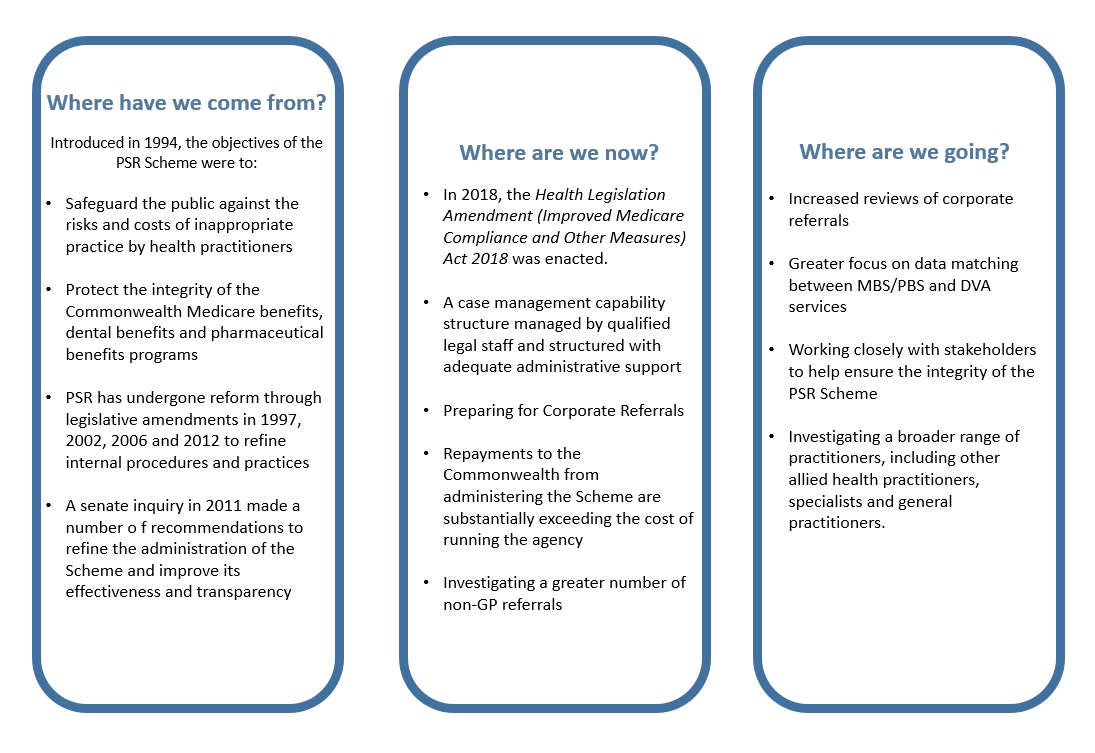 Where have we come from?
Introduced in 1994, the objectives of the
PSR Scheme were to:
• Safeguard the public against the
risks and costs of inappropriate
practice by health practitioners
• Protect the integrity of the
Commonwealth Medicare benefits,
dental benefits and pharmaceutical
benefits programs
• PSR has undergone reform through
legislative amendments in 1997,
2002, 2006 and 2012 to refine
internal procedures and practices
• A senate inquiry in 2011 made a
number o f recommendations to
refine the administration of the
Scheme and improve its
effectiveness and transparency
Where are we now?
• In 2018, the Health Legislation
Amendment (Improved Medicare
Compliance and Other Measures)
Act 2018 was enacted.
• A case management capability
structure managed by qualified
legal staff and structured with
adequate administrative support
• Preparing for Corporate Referrals
• Repayments to the
Commonwealth from
administering the Scheme are
substantially exceeding the cost of
running the agency
• Investigating a greater number of
non-GP referrals
Where are we going?
• Increased reviews of corporate
referrals
• Greater focus on data matching
between MBS/PBS and DVA
services
• Working closely with stakeholders
to help ensure the integrity of the
PSR Scheme
• Investigating a broader range of
practitioners, including other
allied health practitioners,
specialists and general
practitioners.